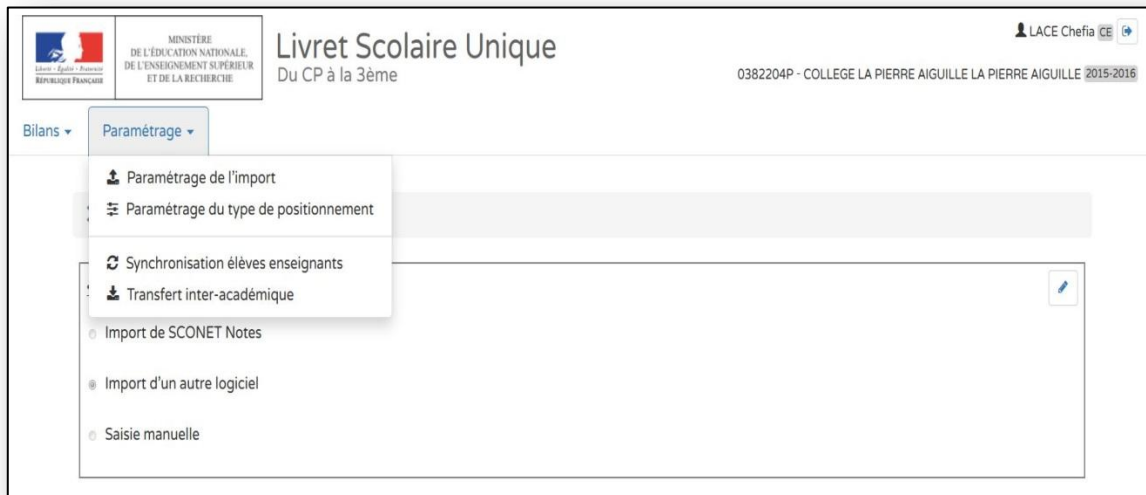 Liberté • Égalité • Fraternité
RÉPUBLIQUE FRANÇAISE
MINISTÈRE
DE L'ÉDUCATION NATIONALE,
DE L'ENSEIGNEMENT SUPÉRIEUR
ET DE LA RECHERCHE
Livret Scolaire Unique
Du CP à la 3ème
LACE Chefia CE
0382204P - COLLEGE LA PIERRE AIGUILLE LA PIERRE AIGUILLE 2015-2016
Bilans
Paramétrage
Paramétrage de l'import
Paramétrage du type de positionnement
Synchronisation élèves enseignants
Transfert inter-académique
Import de SCONET Notes
Import d'un autre logiciel
Saisie manuelle